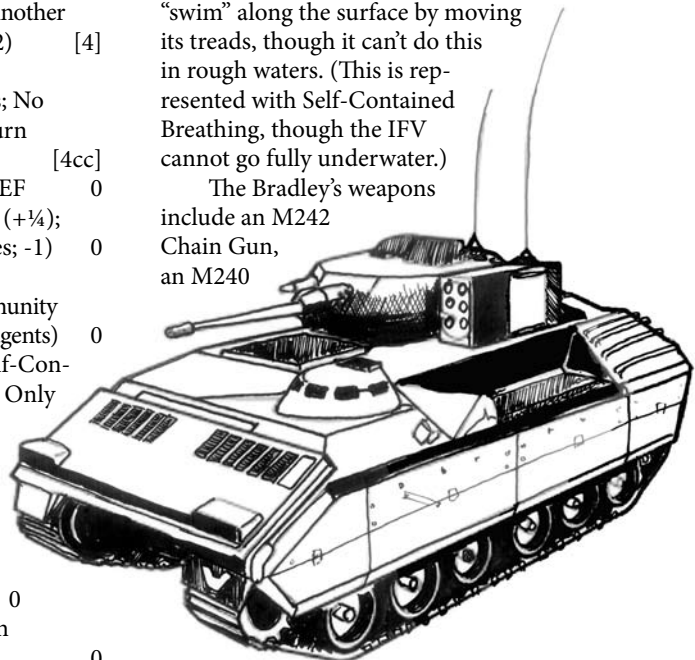 nother
2) [4]
s; No
urn
[4cc]
EF 0
(+¼);
es; -1) 0
munity
gents) 0
lf-Con-
Only
0
n
0
“swim” along the surface by moving
its treads, though it can’t do this
in rough waters. (This is rep-
resented with Self-Contained
Breathing, though the IFV
cannot go fully underwater.)
The Bradley’s weapons
include an M242
Chain Gun,
an M240